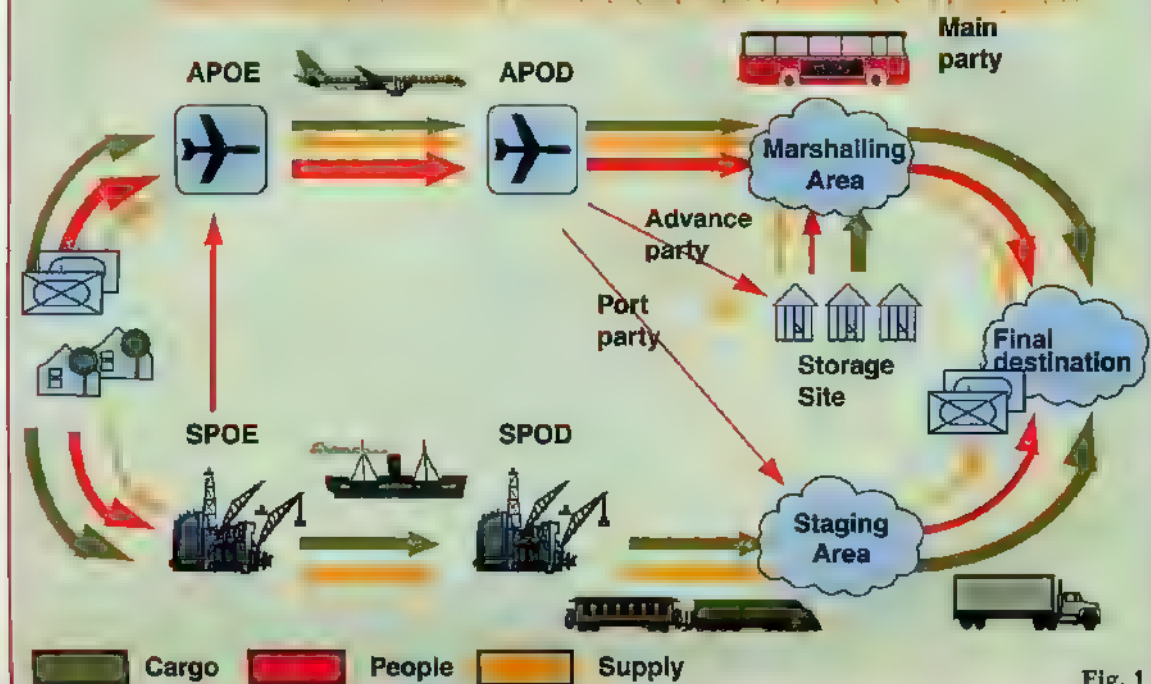 Main
party
APOE
APOD
Marshalling
Area
Advance
party
Port
party
Storage
Site
Final
destination
SPOE
SPOD
Staging
Area
Cargo
People
Supply
Fig. 1